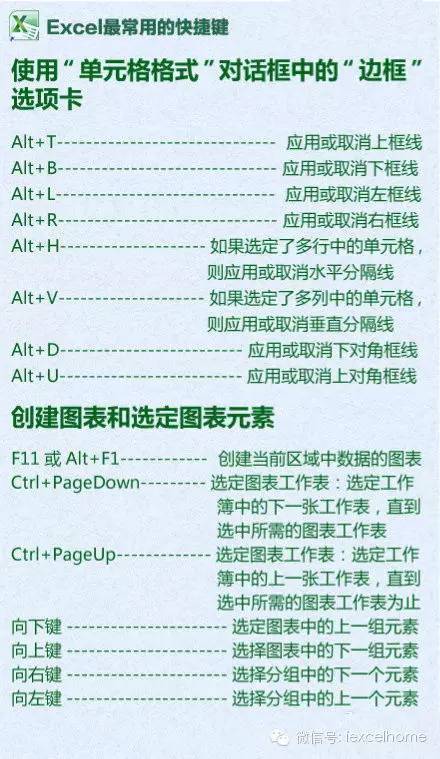 Excel最常用的快捷键
使用“单元格格式”对话框中的“边框”
选项卡
Alt+T------------------------------ 应用或取消上框线
Alt+B------------------------------ 应用或取消下框线
Alt+L------------------------------ 应用或取消左框线
Alt+R------------------------------ 应用或取消右框线
Alt+H-------------------- 如果选定了多行中的单元格，
则应用或取消水平分隔线
Alt+V-------------------- 如果选定了多列中的单元格，
则应用或取消垂直分隔线
Alt+D------------------------- 应用或取消下对角框线
Alt+U------------------------- 应用或取消上对角框线
创建图表和选定图表元素
F11 或 Alt+F1------------ 创建当前区域中数据的图表
Ctrl+PageDown--------- 选定图表工作表：选定工作
簿中的下一张工作表，直到
选中所需的图表工作表
Ctrl+PageUp------------- 选定图表工作表：选定工作
簿中的上一张工作表，直到
选中所需的图表工作表为止
向下键 ---------------------- 选定图表中的上一组元素
向上键 ---------------------- 选择图表中的下一组元素
向右键 ---------------------- 选择分组中的下一个元素
向左键 ---------------------- 选择分组中的上一个元素
微信号: iexcelhome